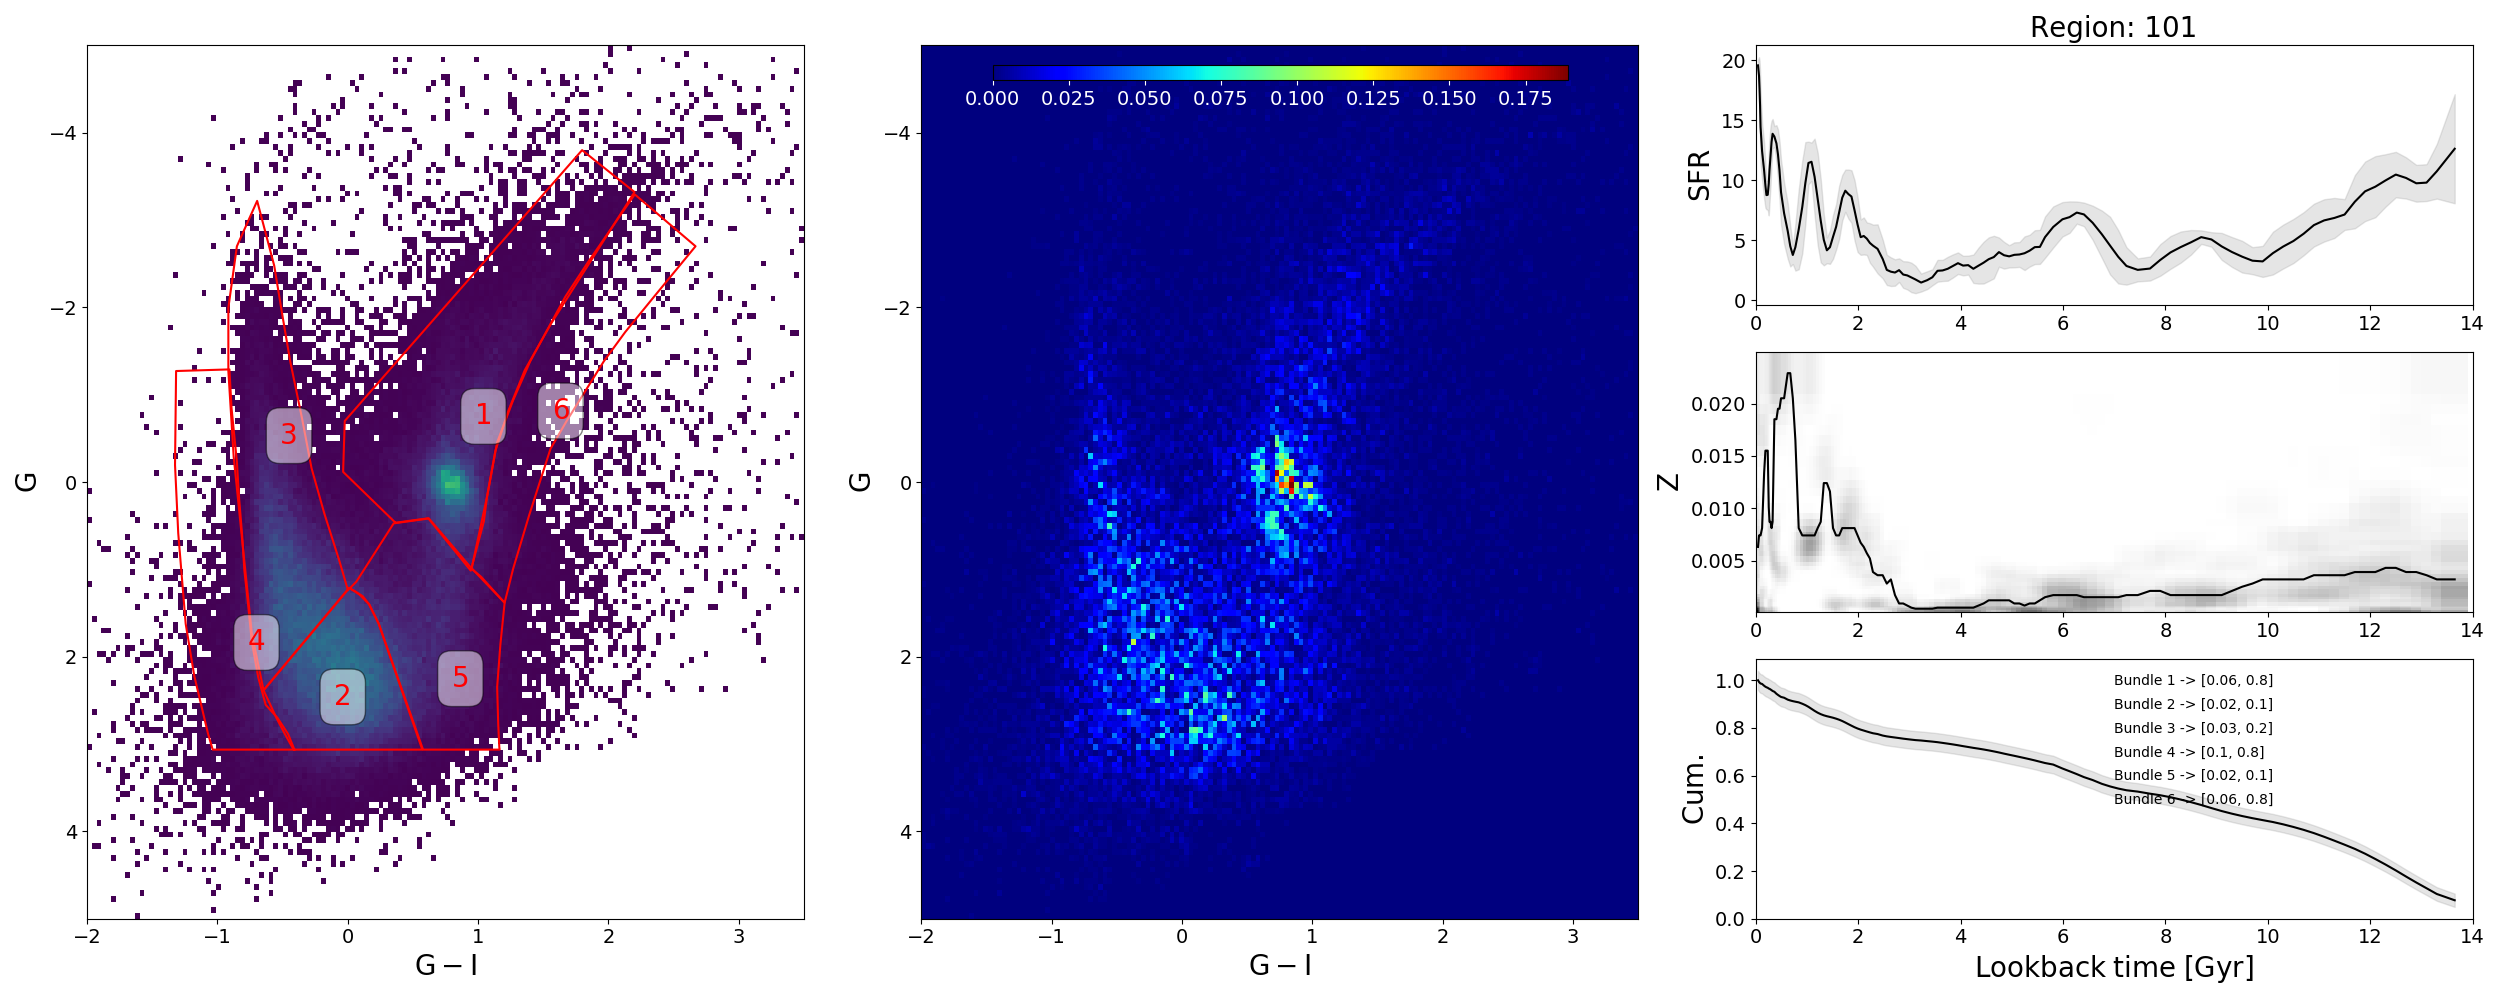 −4
−2
0
2
4
G
−2
−1
0
1
2
3
G − I
1
2
3
4
5
6
−4
−2
0
2
4
G
0.000 0.025 0.050 0.075 0.100 0.125 0.150 0.175
−2
−1
0
1
2
3
G − I
Region: 101
20
15
10
5
0
SFR
0 2 4 6 8 10 12 14
0.020
0.015
0.010
0.005
Z
0 2 4 6 8 10 12 14
1.0
0.8
0.6
0.4
0.2
0.0
Cum.
Bundle 1 -> [0.06, 0.8]
Bundle 2 -> [0.02, 0.1]
Bundle 3 -> [0.03, 0.2]
Bundle 4 -> [0.1, 0.8]
Bundle 5 -> [0.02, 0.1]
Bundle 6 -> [0.06, 0.8]
0 2 4 6 8 10 12 14
Lookback time [Gyr]